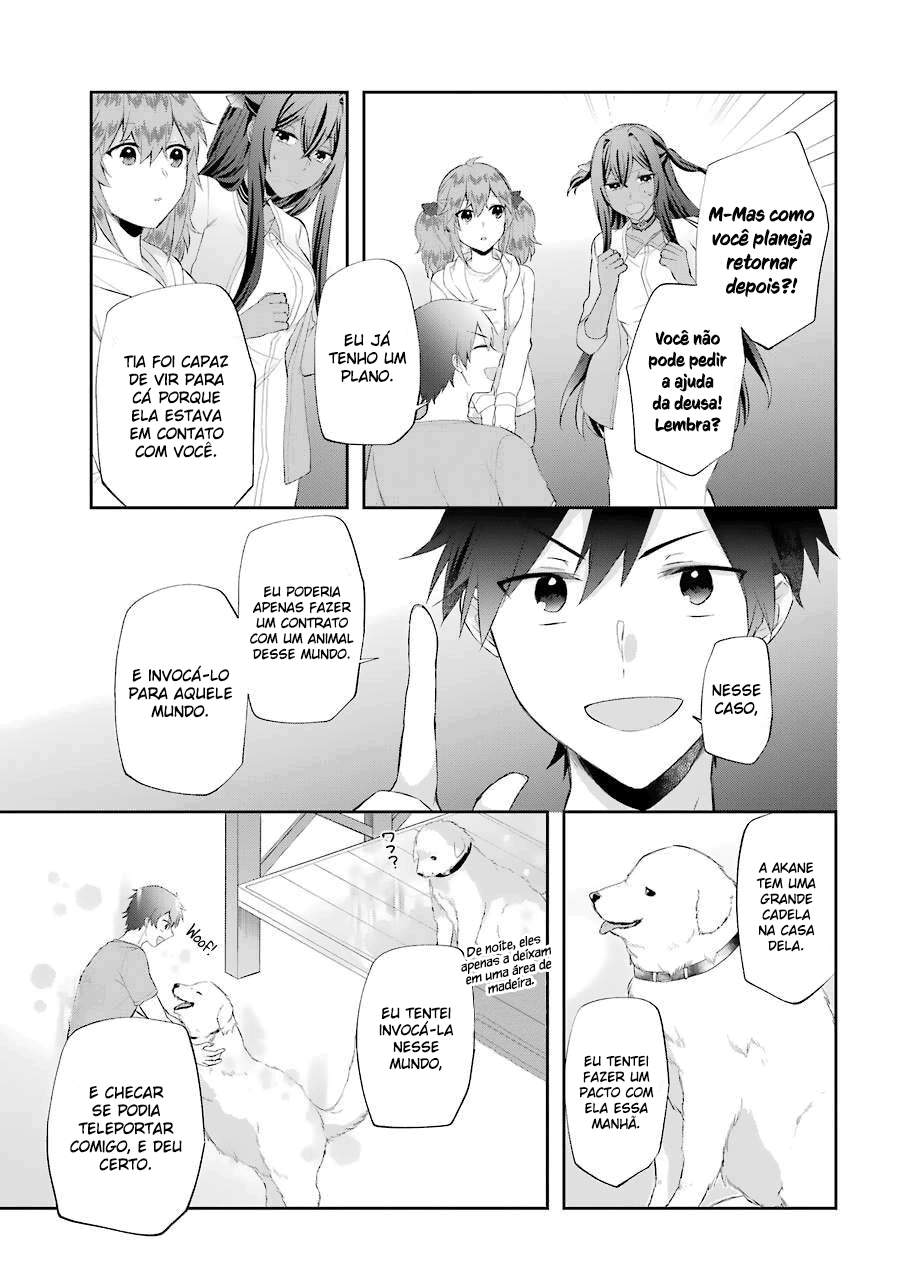 M-Mas como
você planeja
retornar
depois?!
Você não
pode pedir
a ajuda
da deusa!
Lembra?
EU JÁ
TENHO UM
PLANO.
TIA FOI CAPAZ
DE VIR PARA
CÁ PORQUE
ELA ESTAVA
EM CONTATO
COM VOCÊ.
NESSE
CASO,
EU PODERIA
APENAS FAZER
UM CONTRATO
COM UM ANIMAL
DESSE MUNDO.
E INVOCÁ-LO
PARA AQUELE
MUNDO.
A AKANE
TEM UMA
GRANDE
CADELA
NA CASA
DELA.
EU TENTEI
FAZER UM
PACTO COM
ELA ESSA
MANHÃ.
ワフ?
De noite, eles
apenas a deixam
em uma área de
madeira.
EU TENTEI
INVOCÁ-LA
NESSE
MUNDO,
Woof!
E CHECAR
SE PODIA
TELEPORTAR
COMIGO, E DEU
CERTO.